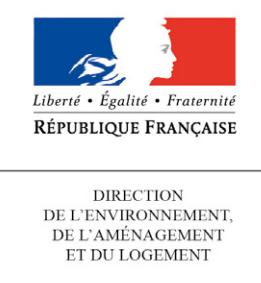 Liberté • Égalité • Fraternité
RÉPUBLIQUE FRANÇAISE
DIRECTION
DE L'ENVIRONNEMENT,
DE L'AMÉNAGEMENT
ET DU LOGEMENT